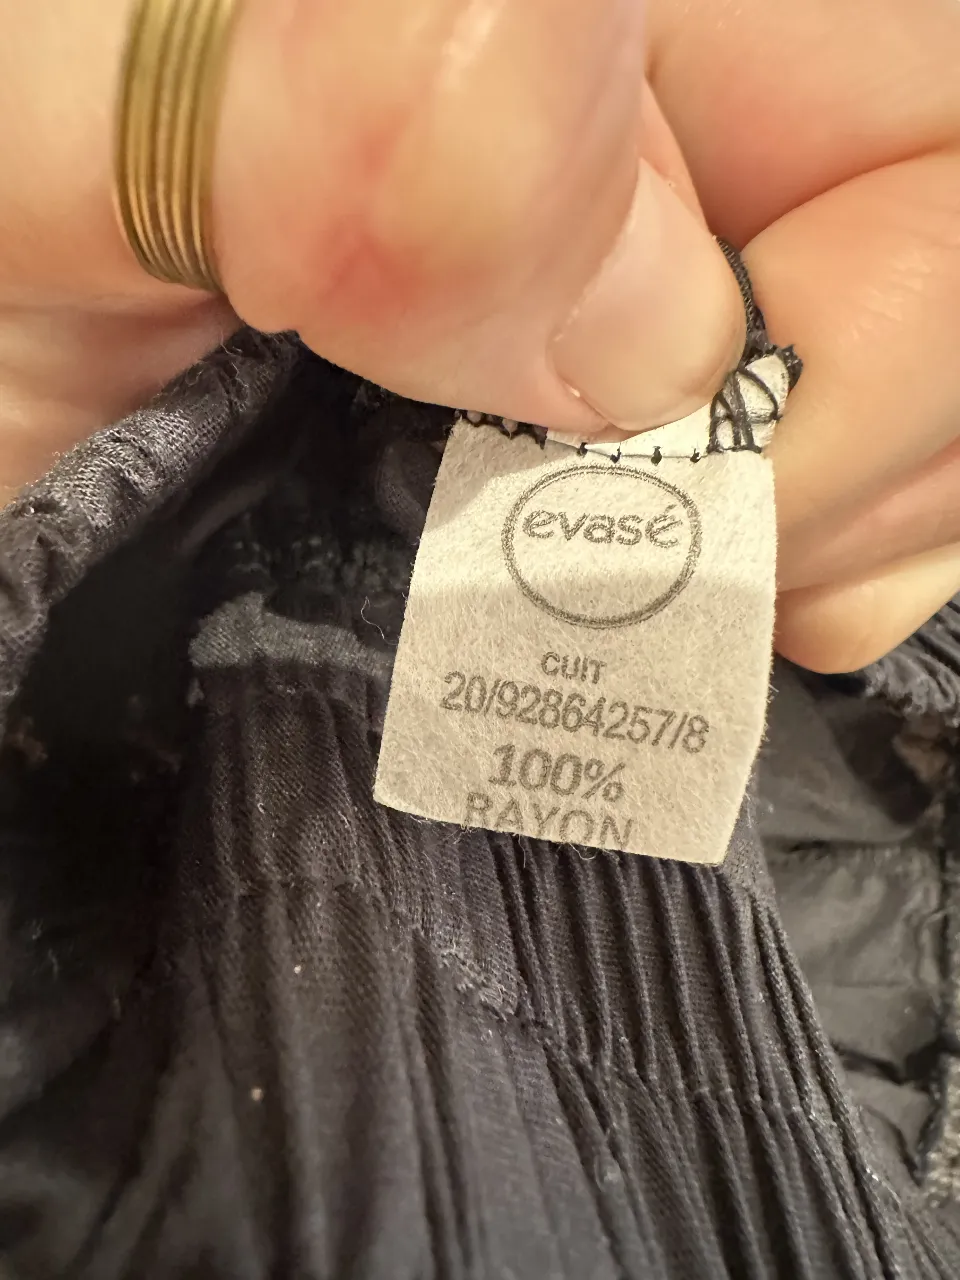 evasé
CUIT
20/92864257/8
100%
RAYON